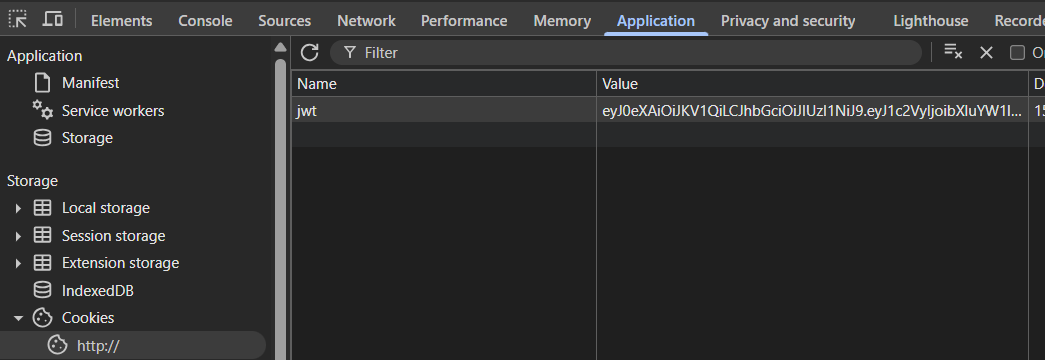 Elements Console Sources Network Performance Memory Application Privacy and security Lighthouse Recorde
Application
Manifest
Service workers
Storage
Storage
Local storage
Session storage
Extension storage
IndexedDB
Cookies
http://
Filter
Name Value D
jwt eyJ0eXAiOiJKV1QiLCJhbGciOiJIUzI1NiJ9.eyJ1c2VyIjoibXluYW1l... 15